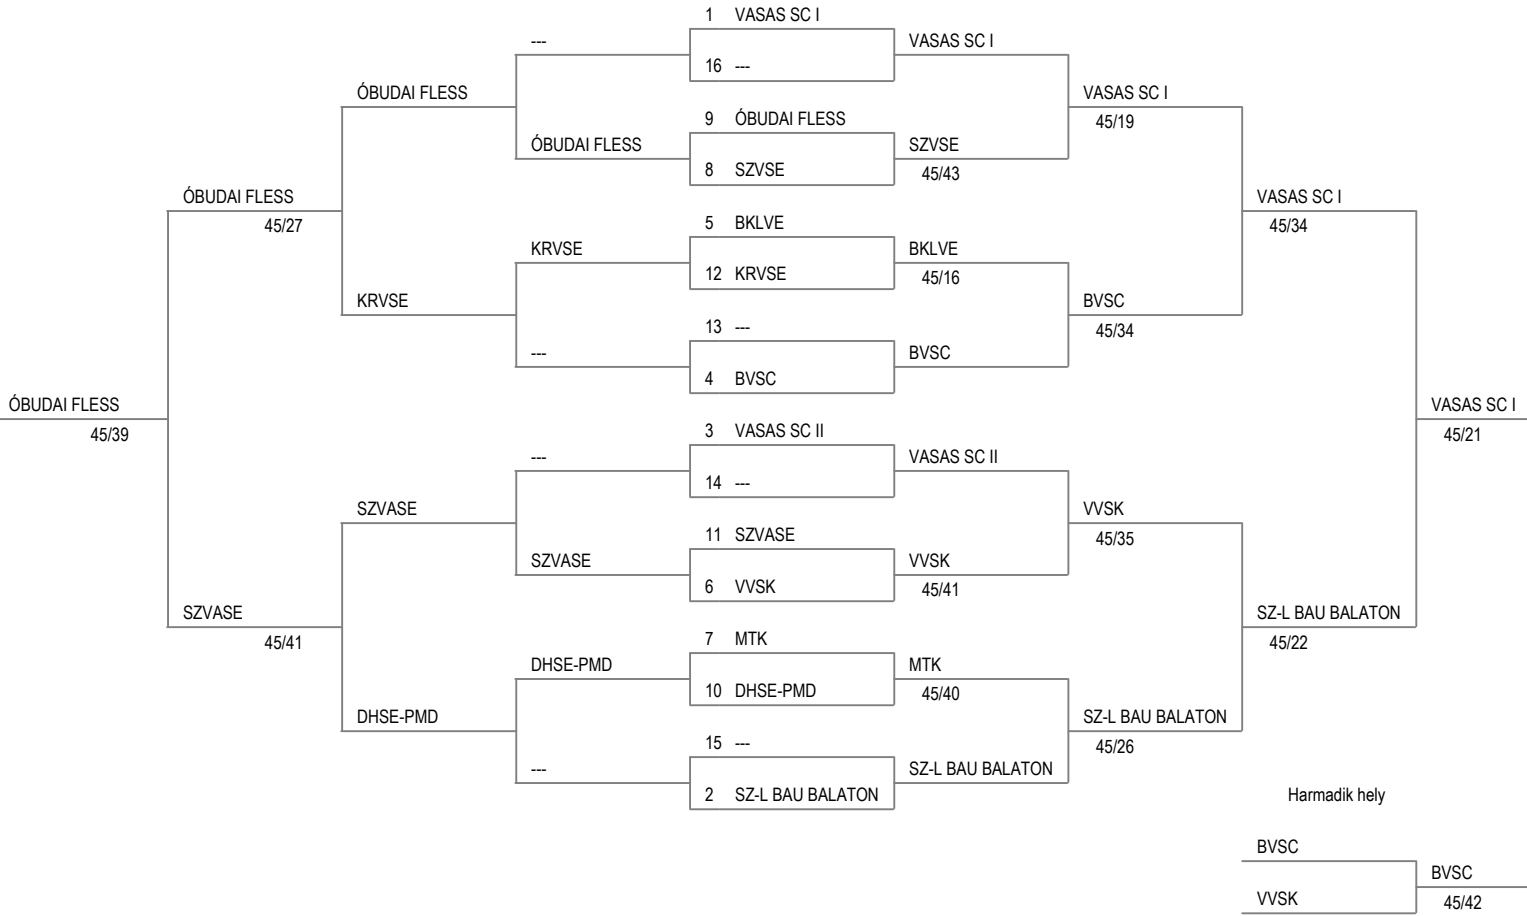 1 VASAS SC I
--- VASAS SC I
16 ---
ÓBUDAI FLESS VASAS SC I
9 ÓBUDAI FLESS 45/19
ÓBUDAI FLESS SZVSE
8 SZVSE 45/43
ÓBUDAI FLESS VASAS SC I
45/27 5 BKLVE 45/34
KRVSE BKLVE
12 KRVSE 45/16
KRVSE BVSC
13 --- 45/34
--- BVSC
4 BVSC
ÓBUDAI FLESS VASAS SC I
45/39 3 VASAS SC II 45/21
--- VASAS SC II
14 ---
SZVASE VVSK
11 SZVASE 45/35
SZVASE VVSK
6 VVSK 45/41
SZVASE SZ-L BAU BALATON
45/41 7 MTK 45/22
DHSE-PMD MTK
10 DHSE-PMD 45/40
DHSE-PMD SZ-L BAU BALATON
15 --- 45/26
--- SZ-L BAU BALATON
2 SZ-L BAU BALATON Harmadik hely
BVSC
BVSC
VVSK 45/42